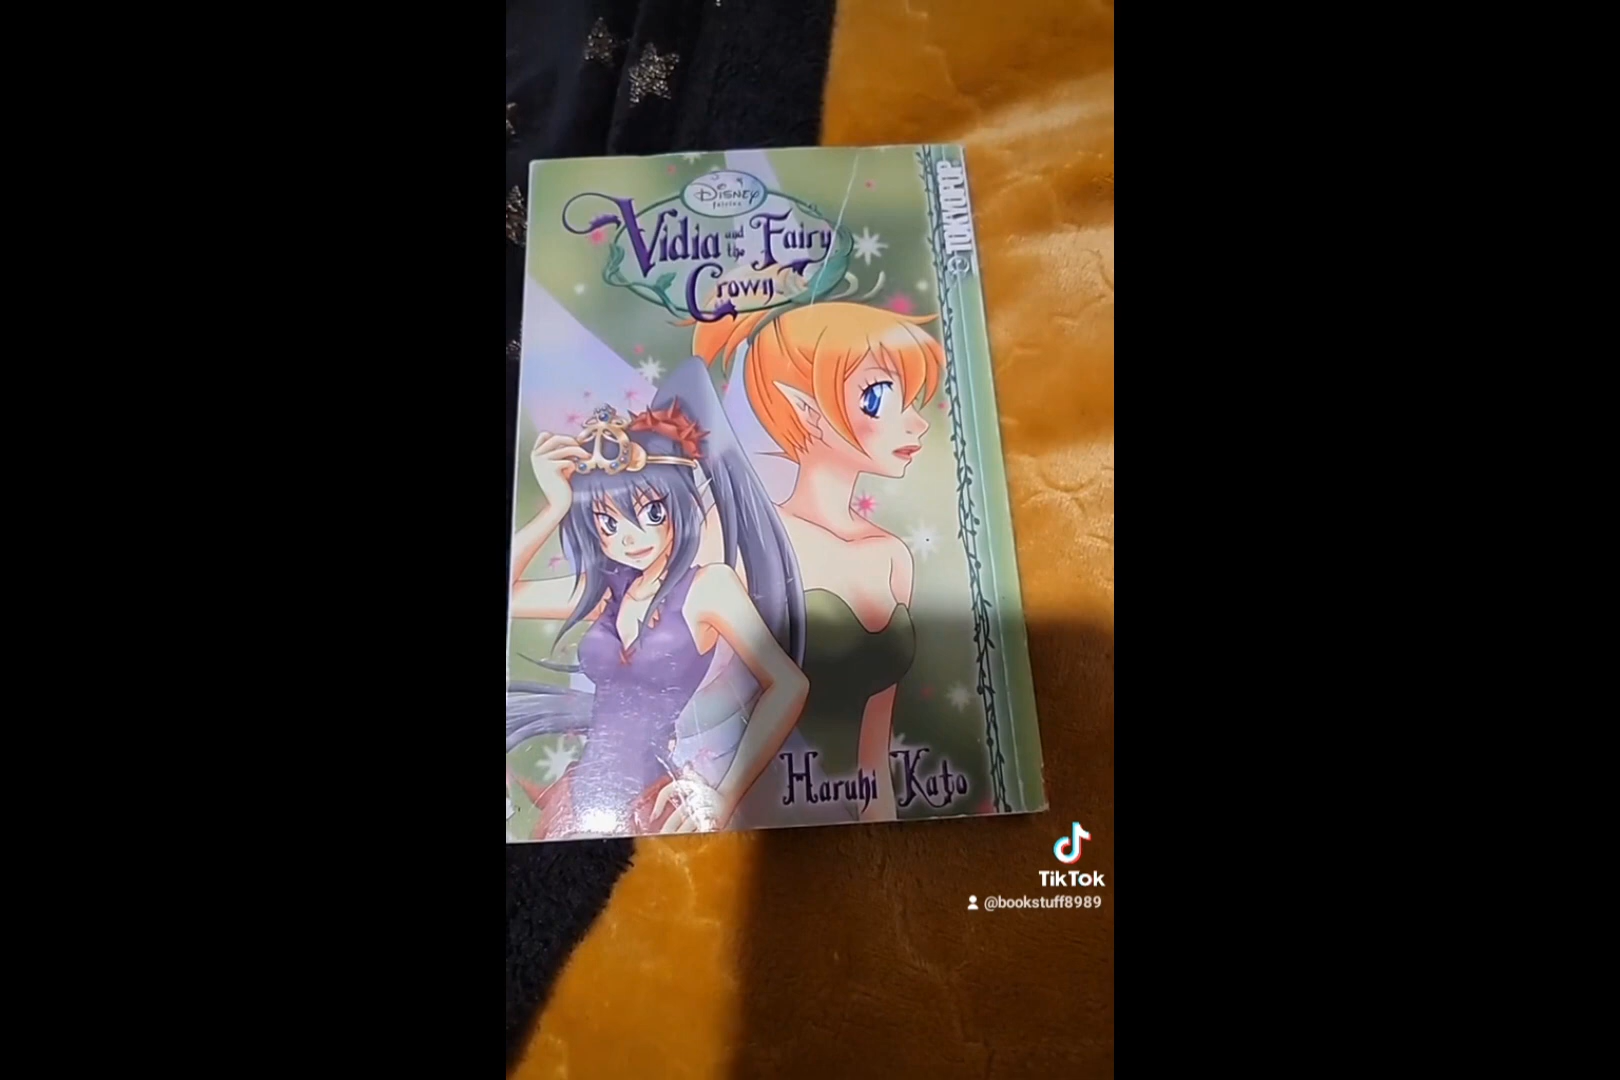 Disney
fairies
Vidia and the Fairy
Crown
TOKYOPOP
Haruhi Kato
TikTok
@bookstuff8989